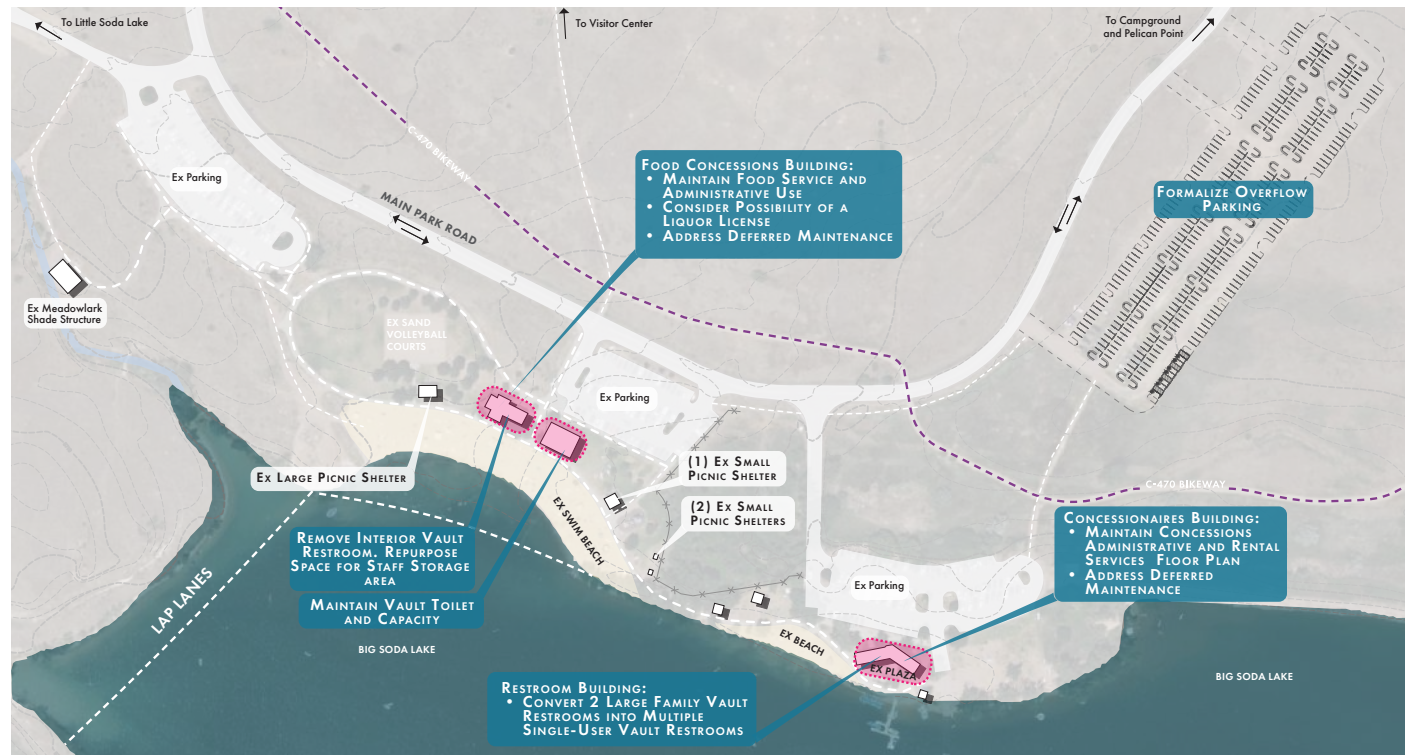 To Little Soda Lake
To Visitor Center
To Campground
and Pelican Point
C-470 BIKEWAY
Ex Parking
MAIN PARK ROAD
Food Concessions Building:
• Maintain Food Service and
Administrative Use
• Consider Possibility of a
Liquor License
• Address Deferred Maintenance
Formalize Overflow
Parking
Ex Meadowlark
Shade Structure
EX SAND
VOLLEYBALL
COURTS
Ex Parking
Ex Large Picnic Shelter
(1) Ex Small
Picnic Shelter
(2) Ex Small
Picnic Shelters
C-470 BIKEWAY
EX SWIM BEACH
Remove Interior Vault
Restroom. Repurpose
Space for Staff Storage
area
Maintain Vault Toilet
and Capacity
Concessionaires Building:
• Maintain Concessions
Administrative and Rental
Services Floor Plan
• Address Deferred
Maintenance
Ex Parking
LAP LANES
BIG SODA LAKE
EX BEACH
EX PLAZA
BIG SODA LAKE
Restroom Building:
• Convert 2 Large Family Vault
Restrooms into Multiple
Single-User Vault Restrooms